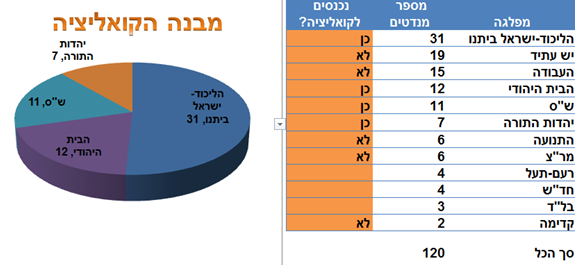 מבנה הקואליציה
יהדות
התורה, 7
ש"ס, 11
הליכוד-
ישראל
ביתנו,
31
הבית
היהודי, 12
מפלגה מספר מנדטים נכנסים לקואליציה?
הליכוד-ישראל ביתנו 31 כן
יש עתיד 19 לא
העבודה 15 לא
הבית היהודי 12 כן
ש"ס 11 כן
יהדות התורה 7 כן
התנועה 6 לא
מר"צ 6 לא
רעם-תעל 4
חד"ש 4
בל"ד 3
קדימה 2 לא
סך הכל 120